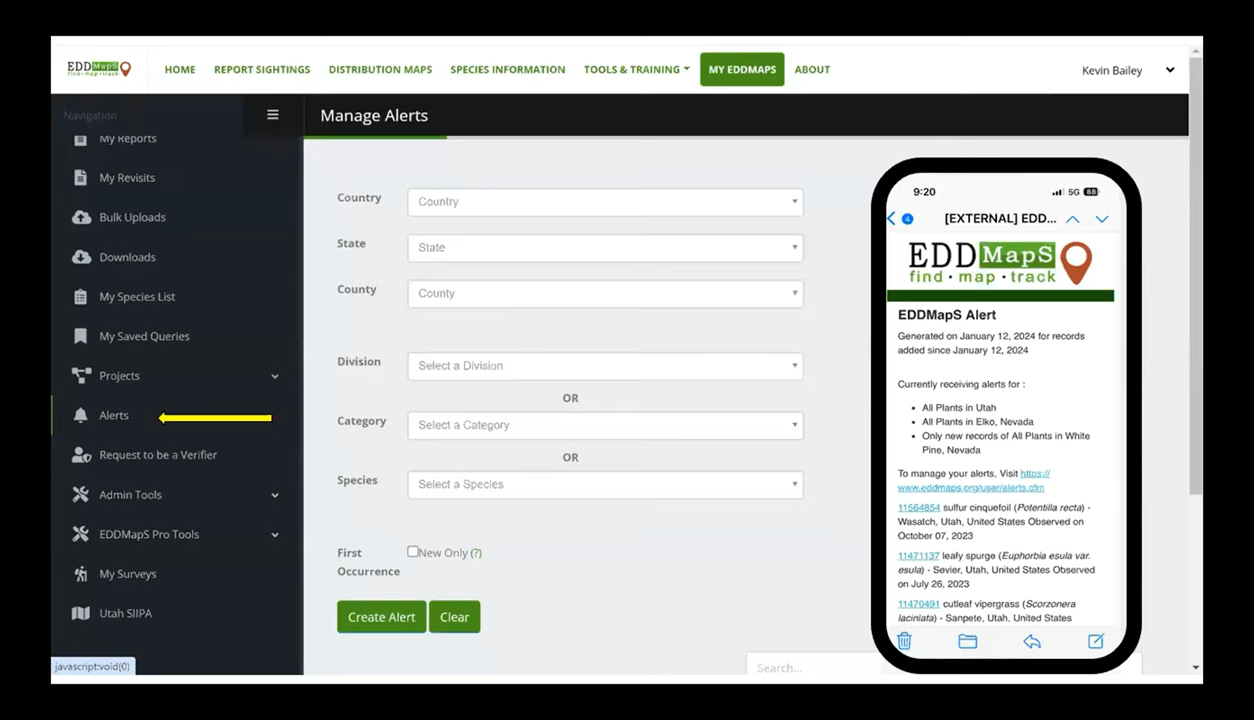 EDDMapS
find·map·track
HOME
REPORT SIGHTINGS
DISTRIBUTION MAPS
SPECIES INFORMATION
TOOLS & TRAINING
MY EDDMAPS
ABOUT
Kevin Bailey
Navigation
My Reports
My Revisits
Bulk Uploads
Downloads
My Species List
My Saved Queries
Projects
Alerts
Request to be a Verifier
Admin Tools
EDDMapS Pro Tools
My Surveys
Utah SIIPA
javascript:void(0)
Manage Alerts
Country
Country
State
State
County
County
Division
Select a Division
OR
Category
Select a Category
OR
Species
Select a Species
First
Occurrence
New Only (?)
Create Alert
Clear
Search...
9:20
5G 88
4
[EXTERNAL] EDD...
EDDMapS
find·map·track
EDDMapS Alert
Generated on January 12, 2024 for records
added since January 12, 2024
Currently receiving alerts for :
• All Plants in Utah
• All Plants in Elko, Nevada
• Only new records of All Plants in White
Pine, Nevada
To manage your alerts, Visit https://
www.eddmaps.org/user/alerts.cfm
11564854 sulfur cinquefoil (Potentilla recta) -
Wasatch, Utah, United States Observed on
October 07, 2023
11471137 leafy spurge (Euphorbia esula var.
esula) - Sevier, Utah, United States Observed
on July 26, 2023
11470491 cutleaf vipergrass (Scorzonera
laciniata) - Sanpete, Utah, United States